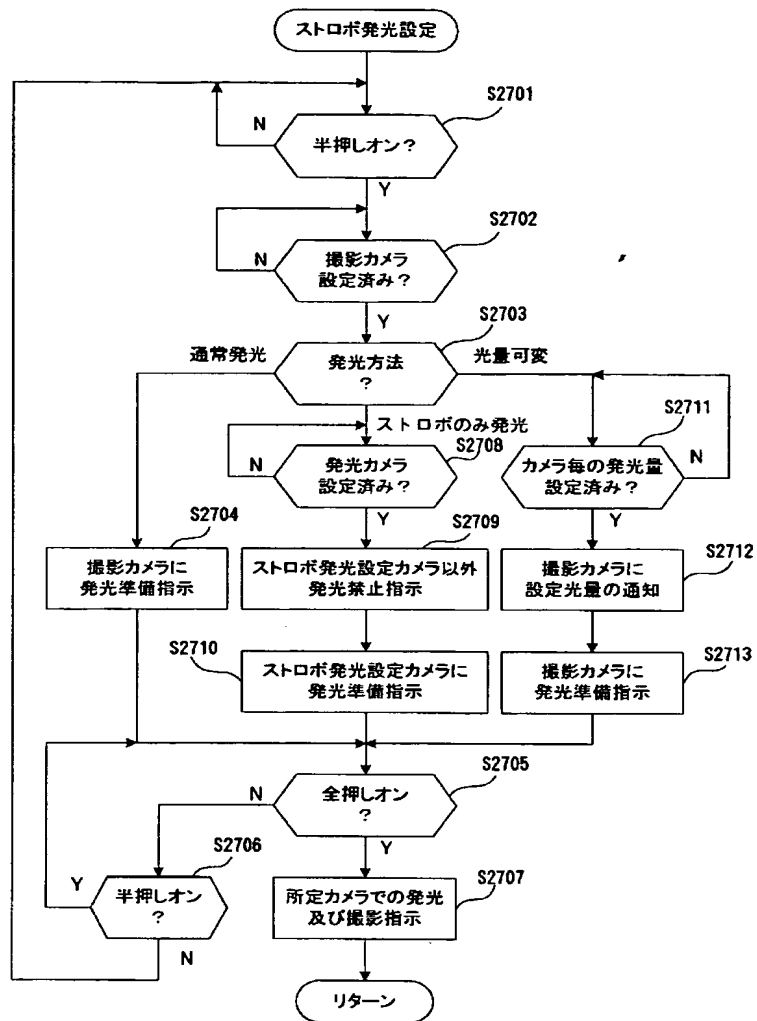 ストロボ発光設定
S2701
N
半押しオン？
Y
S2702
N
撮影カメラ
設定済み？
Y
S2703
通常発光
発光方法
？
光量可変
ストロボのみ発光
S2708
S2711
N
発光カメラ
設定済み？
カメラ毎の発光量
設定済み？
N
Y
Y
S2704
撮影カメラに
発光準備指示
S2709
ストロボ発光設定カメラ以外
発光禁止指示
S2712
撮影カメラに
設定光量の通知
S2710
ストロボ発光設定カメラに
発光準備指示
S2713
撮影カメラに
発光準備指示
S2705
N
全押しオン
？
Y
S2706
Y
半押しオン
？
N
S2707
所定カメラでの発光
及び撮影指示
リターン